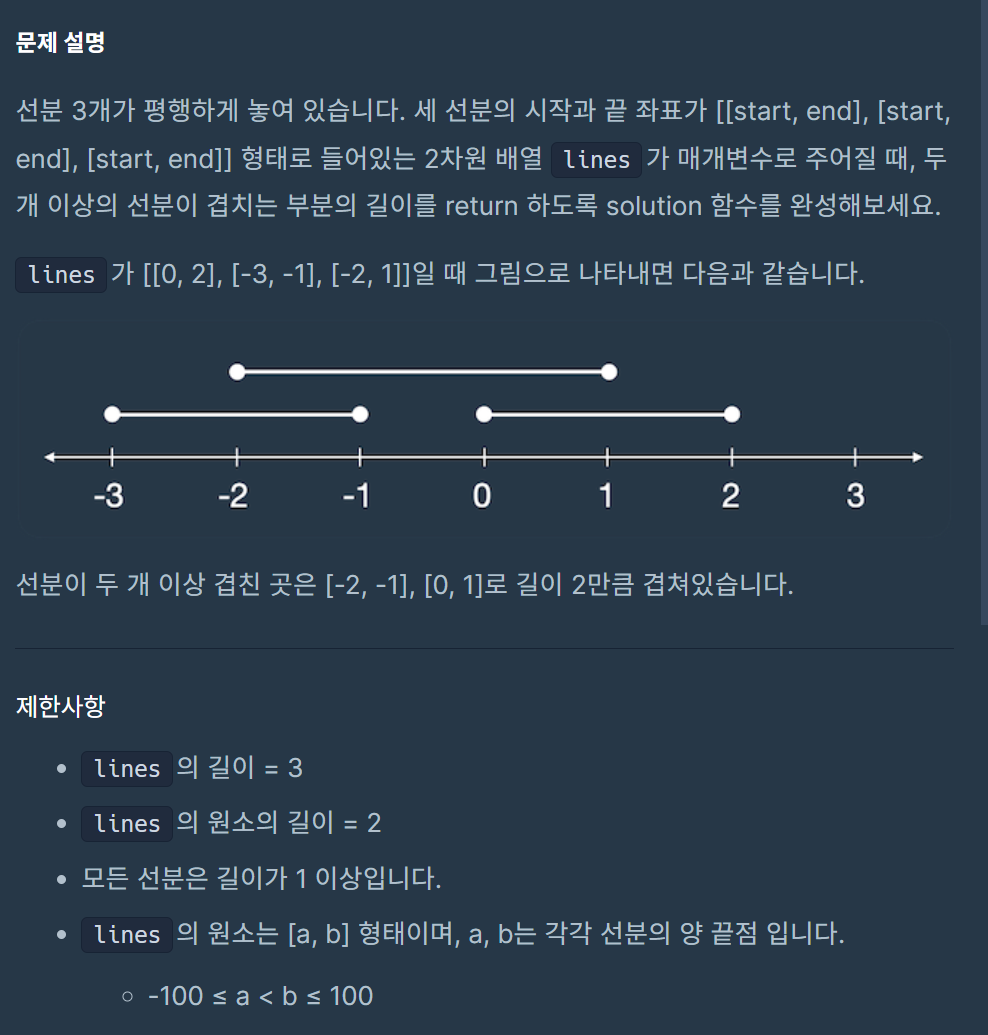 문제 설명
선분 3개가 평행하게 놓여 있습니다. 세 선분의 시작과 끝 좌표가 [[start, end], [start,
end], [start, end]] 형태로 들어있는 2차원 배열 lines 가 매개변수로 주어질 때, 두
개 이상의 선분이 겹치는 부분의 길이를 return 하도록 solution 함수를 완성해보세요.
lines 가 [[0, 2], [-3, -1], [-2, 1]]일 때 그림으로 나타내면 다음과 같습니다.
-3 -2 -1 0 1 2 3
선분이 두 개 이상 겹친 곳은 [-2, -1], [0, 1]로 길이 2만큼 겹쳐있습니다.
제한사항
• lines 의 길이 = 3
• lines 의 원소의 길이 = 2
• 모든 선분은 길이가 1 이상입니다.
• lines 의 원소는 [a, b] 형태이며, a, b는 각각 선분의 양 끝점 입니다.
◦ -100 ≤ a < b ≤ 100